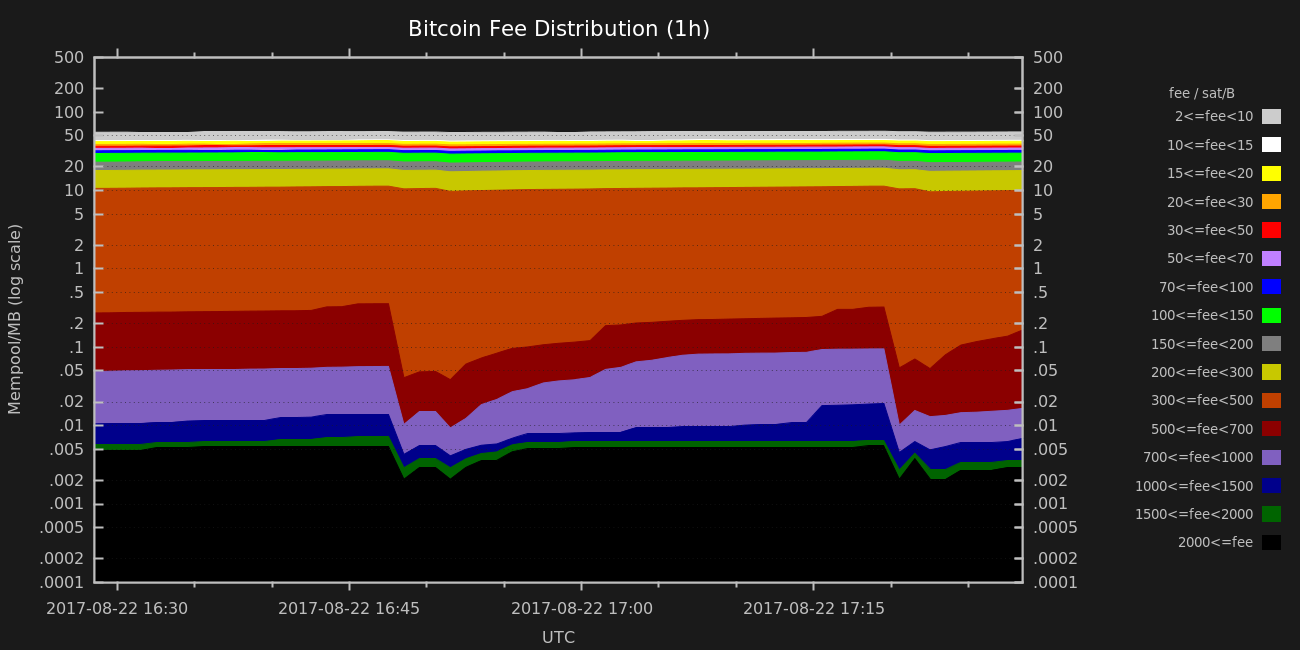 Bitcoin Fee Distribution (1h)
500 500
200 200
100 100
50 50
20 20
10 10
5 5
2 2
1 1
.5 .5
.2 .2
.1 .1
.05 .05
.02 .02
.01 .01
.005 .005
.002 .002
.001 .001
.0005 .0005
.0002 .0002
.0001 .0001
Mempool/MB (log scale)
2017-08-22 16:30 2017-08-22 16:45 2017-08-22 17:00 2017-08-22 17:15
UTC
fee / sat/B
2<=fee<10
10<=fee<15
15<=fee<20
20<=fee<30
30<=fee<50
50<=fee<70
70<=fee<100
100<=fee<150
150<=fee<200
200<=fee<300
300<=fee<500
500<=fee<700
700<=fee<1000
1000<=fee<1500
1500<=fee<2000
2000<=fee